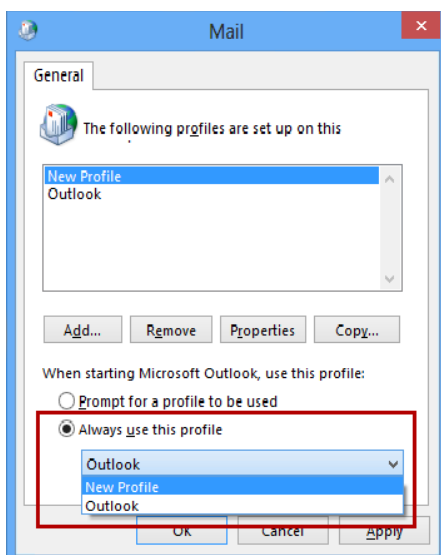 Mail
General
The following profiles are set up on this
New Profile
Outlook
Add... Remove Properties Copy...
When starting Microsoft Outlook, use this profile:
Prompt for a profile to be used
Always use this profile
Outlook
New Profile
Outlook
OK Cancel Apply